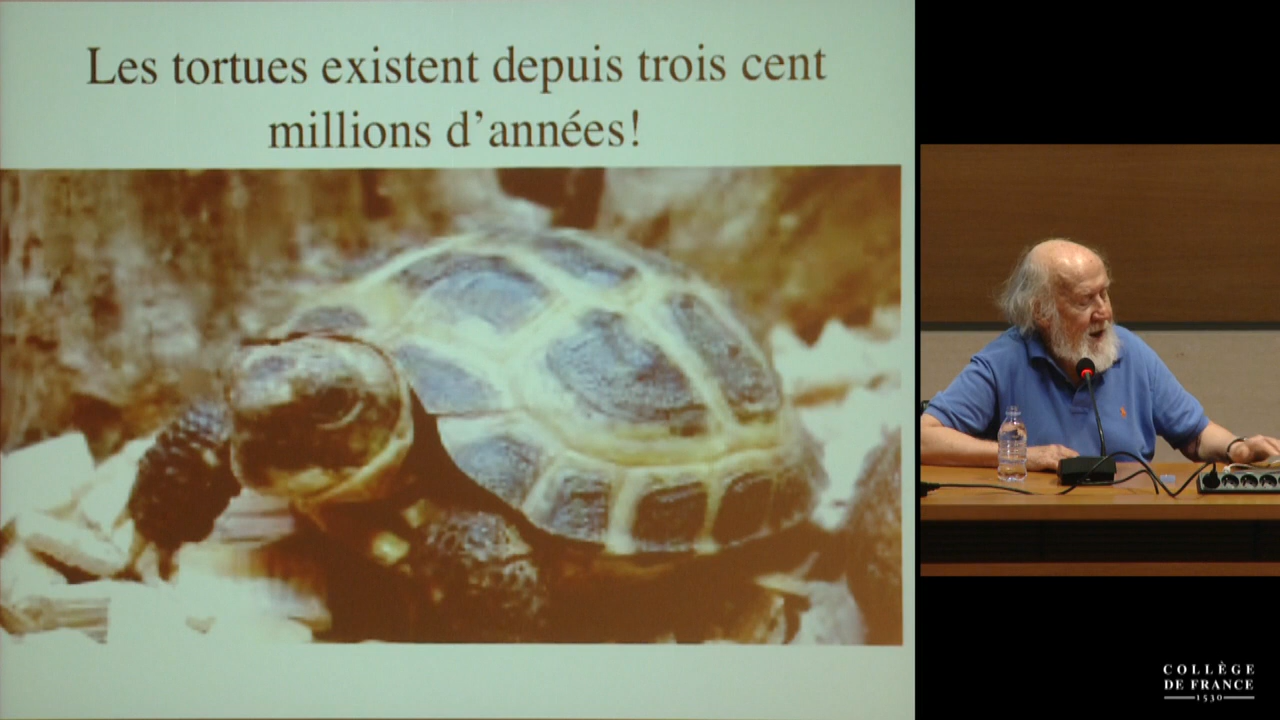 Les tortues existent depuis trois cent
millions d'années!
COLLÈGE
DE FRANCE
1530